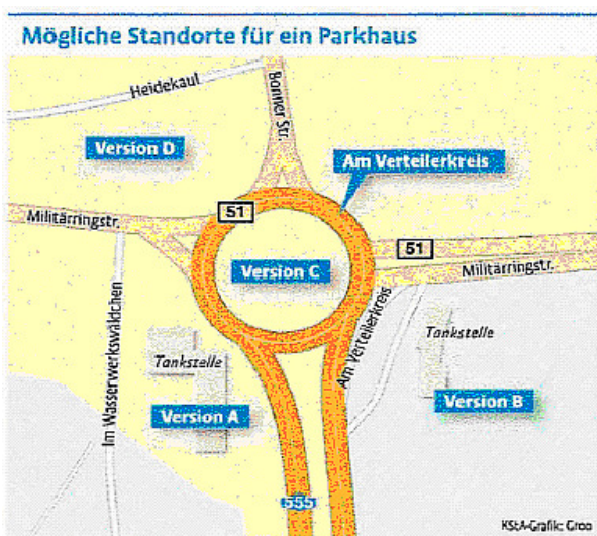 Mögliche Standorte für ein Parkhaus
Heidekaul
Bonner Str.
Version D
Am Verteilerkreis
51
Militärringstr.
51
Version C
Militärringstr.
Im Wasserwerkswäldchen
Am Verteilerkreis
Tankstelle
Tankstelle
Version A
Version B
555
KStA-Grafik: Groo